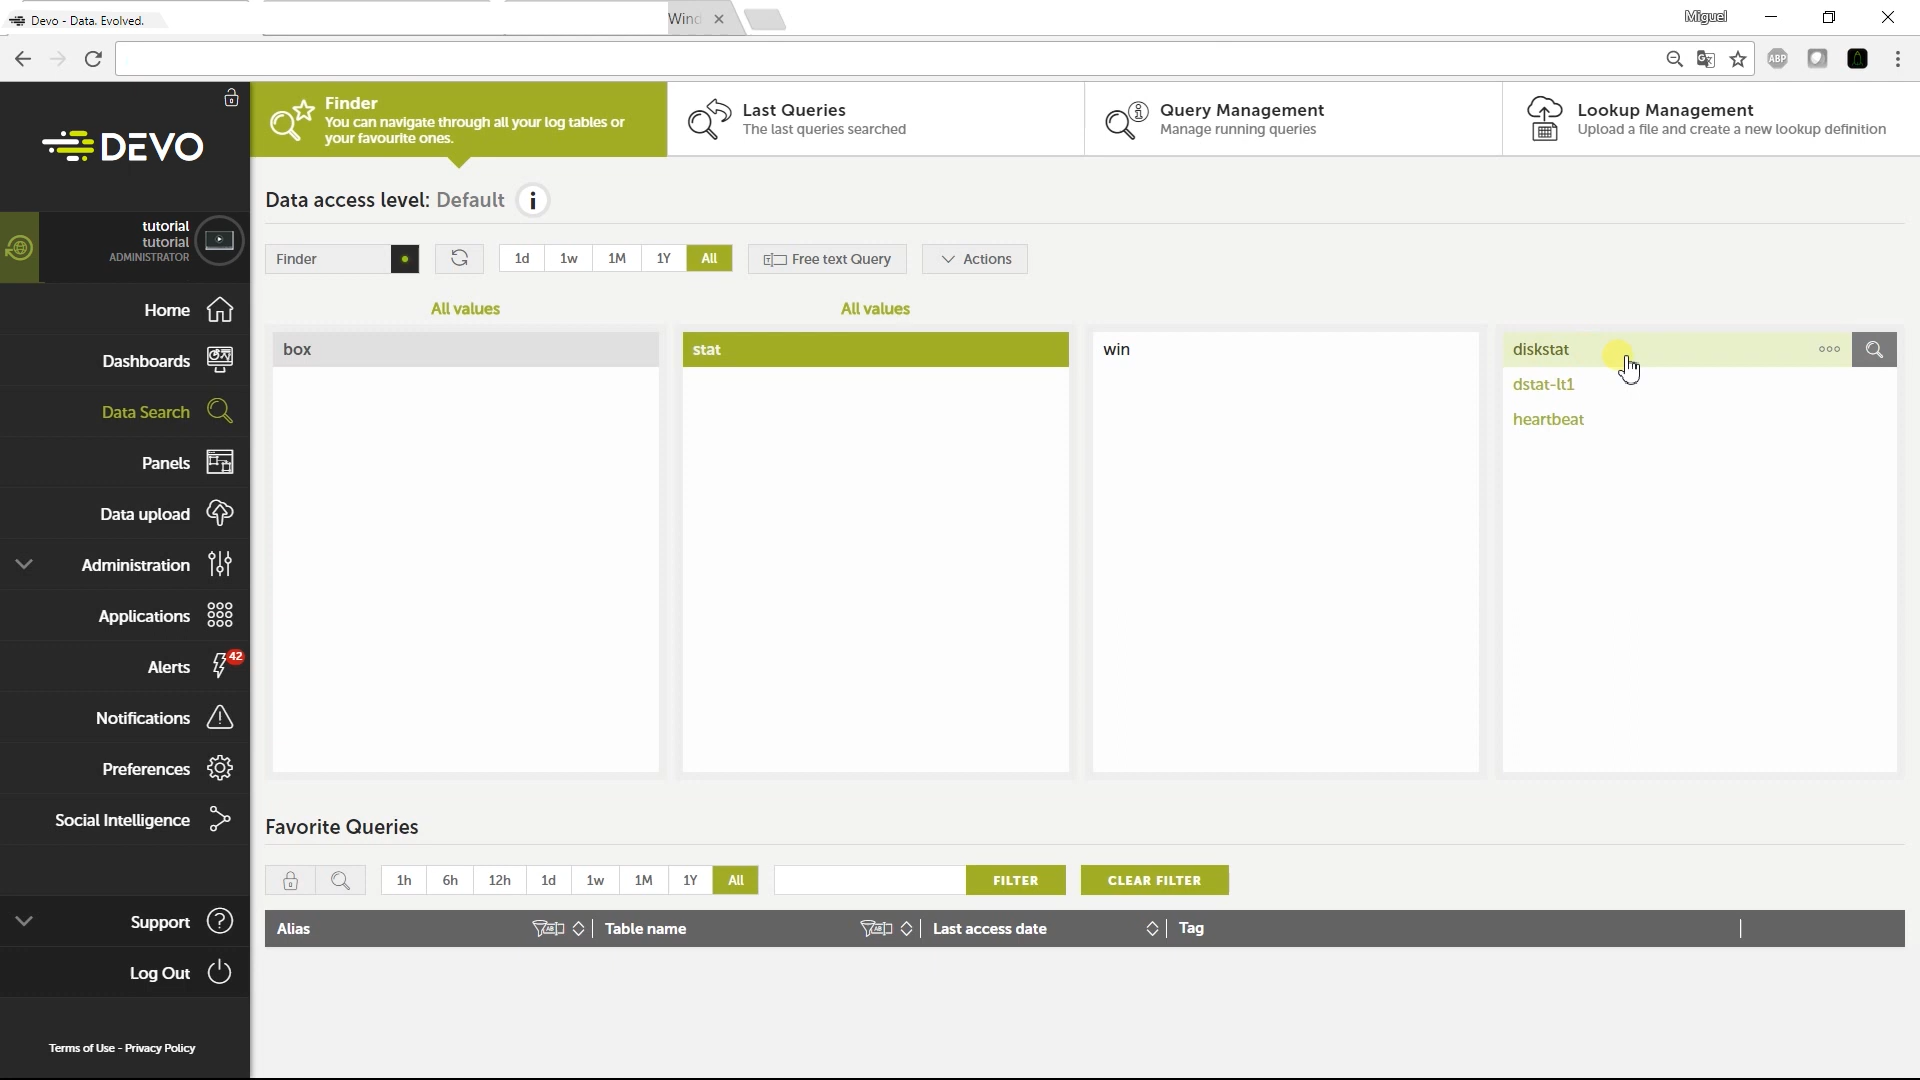 Devo - Data. Evolved.
Wind
Miguel
ABP
DEVO
tutorial
tutorial
ADMINISTRATOR
Home
Dashboards
Data Search
Panels
Data upload
Administration
Applications
Alerts
42
Notifications
Preferences
Social Intelligence
Support
Log Out
Terms of Use - Privacy Policy
Finder
You can navigate through all your log tables or
your favourite ones.
Last Queries
The last queries searched
Query Management
Manage running queries
Lookup Management
Upload a file and create a new lookup definition
Data access level: Default
Finder
1d 1w 1M 1Y All
Free text Query
Actions
All values
All values
box
stat
win
diskstat
dstat-lt1
heartbeat
Favorite Queries
1h 6h 12h 1d 1w 1M 1Y All
FILTER
CLEAR FILTER
Alias
Table name
Last access date
Tag